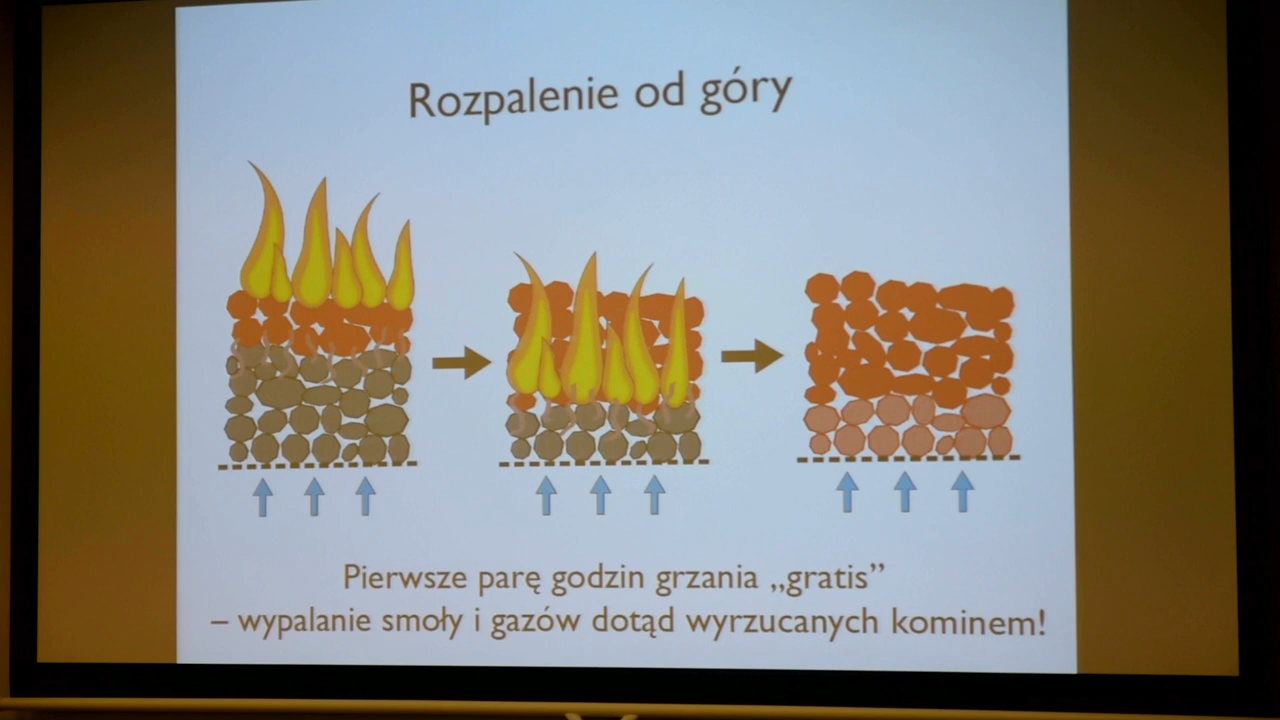 Rozpalenie od góry
Pierwsze parę godzin grzania „gratis”
– wypalanie smoły i gazów dotąd wyrzucanych kominem!